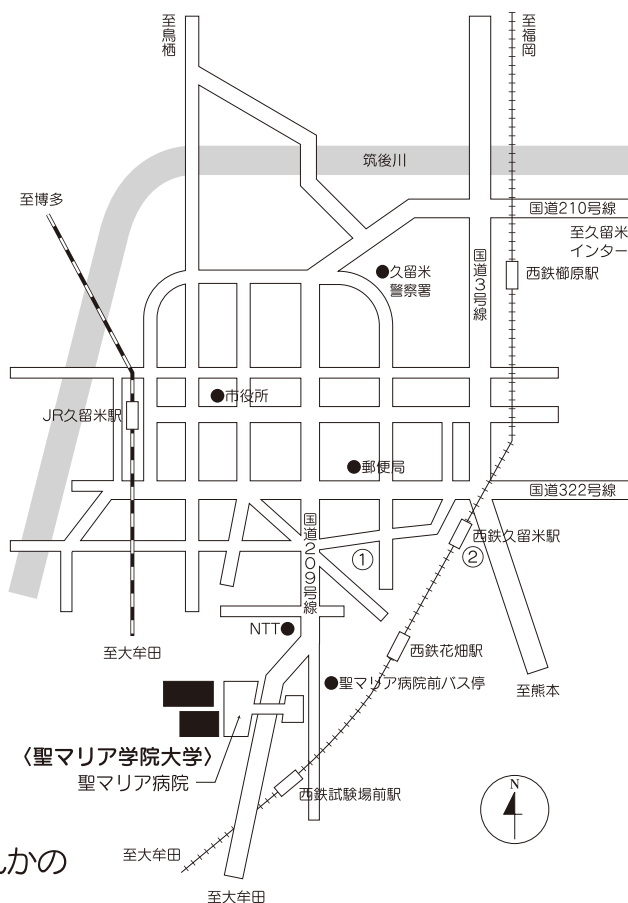 至鳥栖
至福岡
筑後川
至博多
国道210号線
至久留米
インター
国道3号線
西鉄櫛原駅
久留米
警察署
市役所
JR久留米駅
郵便局
国道322号線
国道209号線
①
西鉄久留米駅
②
NTT
西鉄花畑駅
至大牟田
聖マリア病院前バス停
至熊本
〈聖マリア学院大学〉
聖マリア病院
西鉄試験場前駅
N
かの
至大牟田
至大牟田